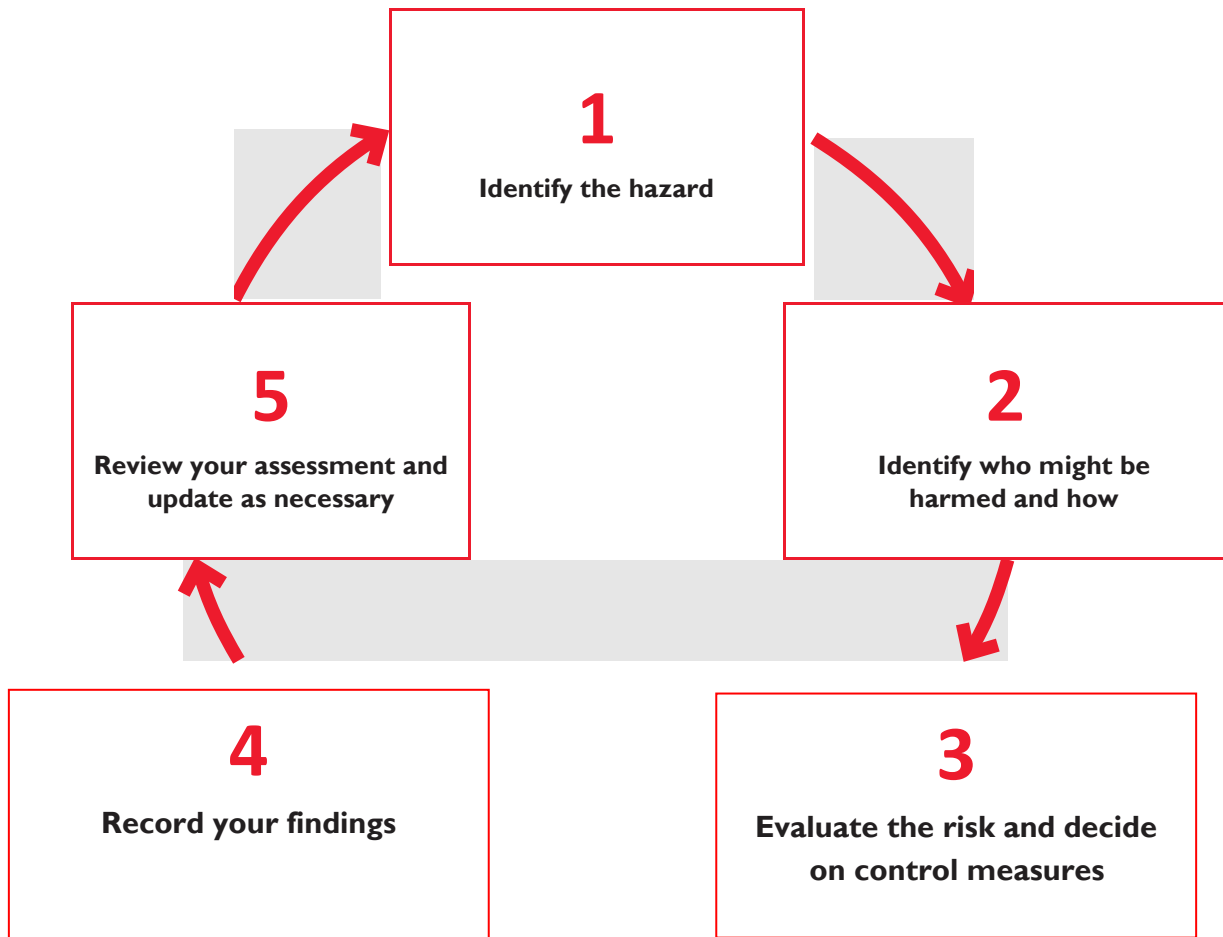 1
Identify the hazard
2
Identify who might be
harmed and how
3
Evaluate the risk and decide
on control measures
4
Record your findings
5
Review your assessment and
update as necessary